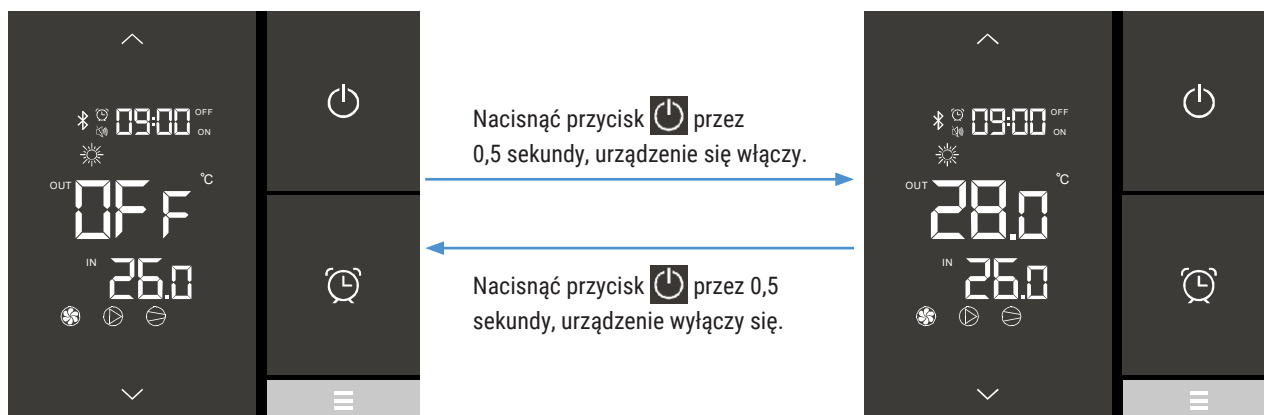 09:00 OFF
ON
OUT OFF °C
IN 26.0
Nacisnąć przycisk przez
0,5 sekundy, urządzenie się włączy.
Nacisnąć przycisk przez 0,5
sekundy, urządzenie wyłączy się.
09:00 OFF
ON
OUT 28.0 °C
IN 26.0